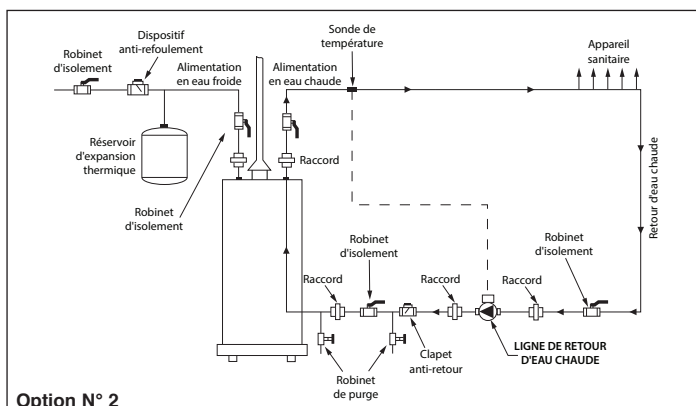 Dispositif
anti-refoulement
Robinet
d'isolement
Alimentation
en eau froide
Alimentation
en eau chaude
Sonde de
température
Appareil
sanitaire
Réservoir
d'expansion
thermique
Raccord
Robinet
d'isolement
Retour d'eau chaude
Robinet
d'isolement
Robinet
d'isolement
Raccord
Raccord
Raccord
Clapet
anti-retour
LIGNE DE RETOUR
D'EAU CHAUDE
Robinet
de purge
Option N° 2